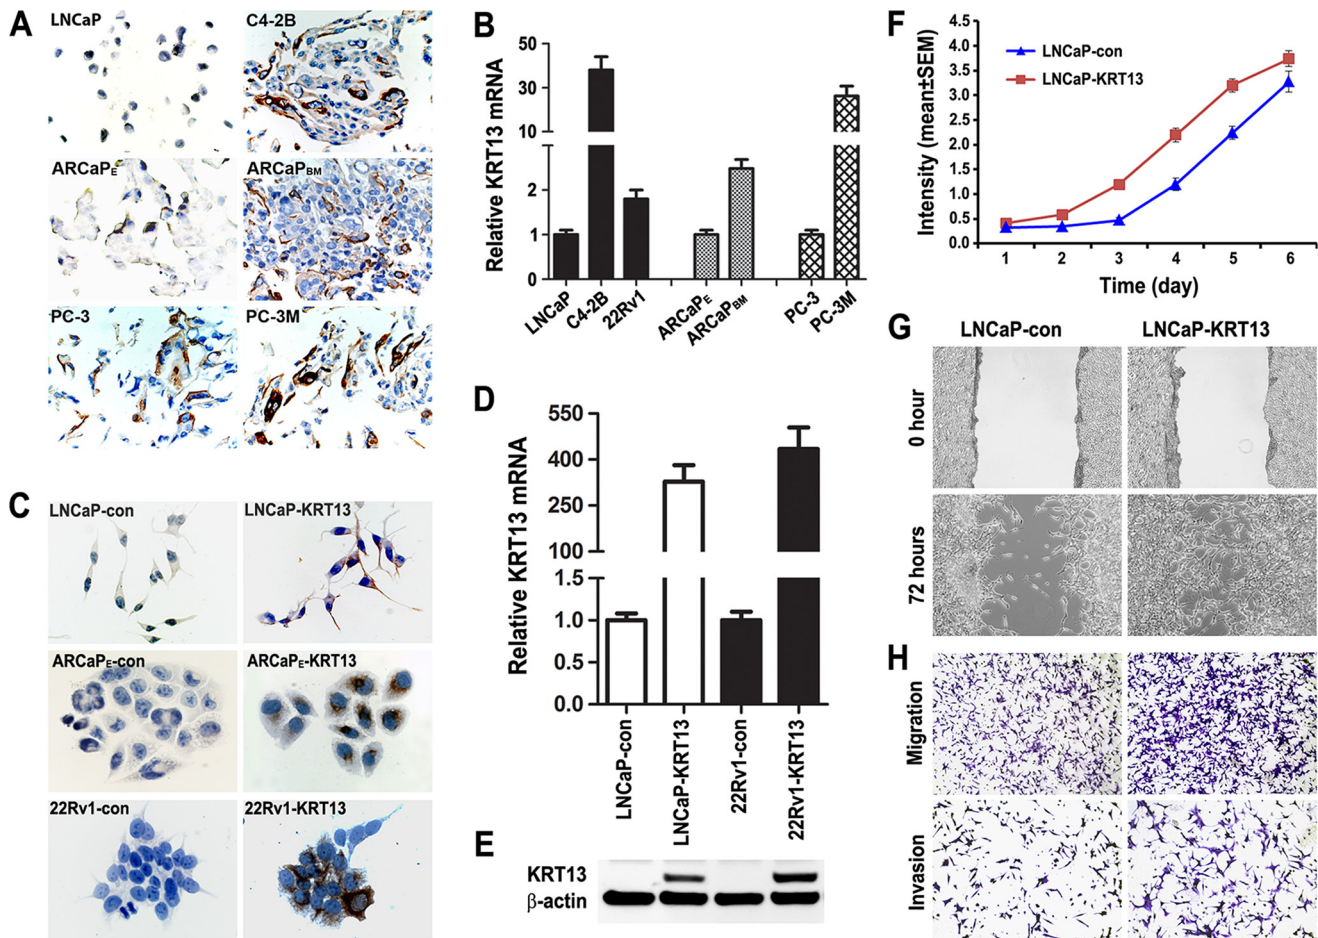 A
LNCaP
C4-2B
ARCaPE
ARCaPBM
PC-3
PC-3M
B
Relative KRT13 mRNA
50
30
10
2
1
0
LNCaP
C4-2B
22Rv1
ARCaPE
ARCaPBM
PC-3
PC-3M
C
LNCaP-con
LNCaP-KRT13
ARCaPE-con
ARCaPE-KRT13
22Rv1-con
22Rv1-KRT13
D
Relative KRT13 mRNA
550
400
250
100
1.5
1.0
0.5
0.0
LNCaP-con
LNCaP-KRT13
22Rv1-con
22Rv1-KRT13
E
KRT13
β-actin
F
Intensity (mean±SEM)
4.5
4.0
3.5
3.0
2.5
2.0
1.5
1.0
0.5
0.0
LNCaP-con
LNCaP-KRT13
1 2 3 4 5 6
Time (day)
G
LNCaP-con
LNCaP-KRT13
0 hour
72 hours
H
Migration
Invasion